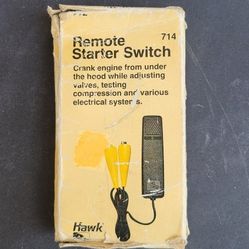 Remote
Starter Switch
714
Crank engine from under
the hood while adjusting
valves, testing
compression and various
electrical systems.
Hawk